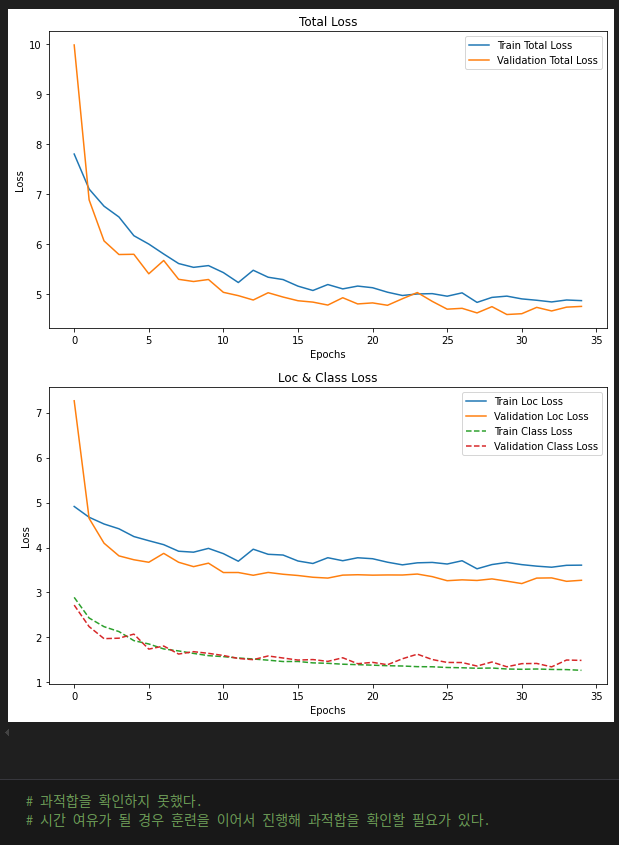 Total Loss
Train Total Loss
Validation Total Loss
10
9
8
7
6
5
Loss
0 5 10 15 20 25 30 35
Epochs
Loc & Class Loss
Train Loc Loss
Validation Loc Loss
Train Class Loss
Validation Class Loss
7
6
5
4
3
2
1
Loss
0 5 10 15 20 25 30 35
Epochs
# 과적합을 확인하지 못했다.
# 시간 여유가 될 경우 훈련을 이어서 진행해 과적합을 확인할 필요가 있다.